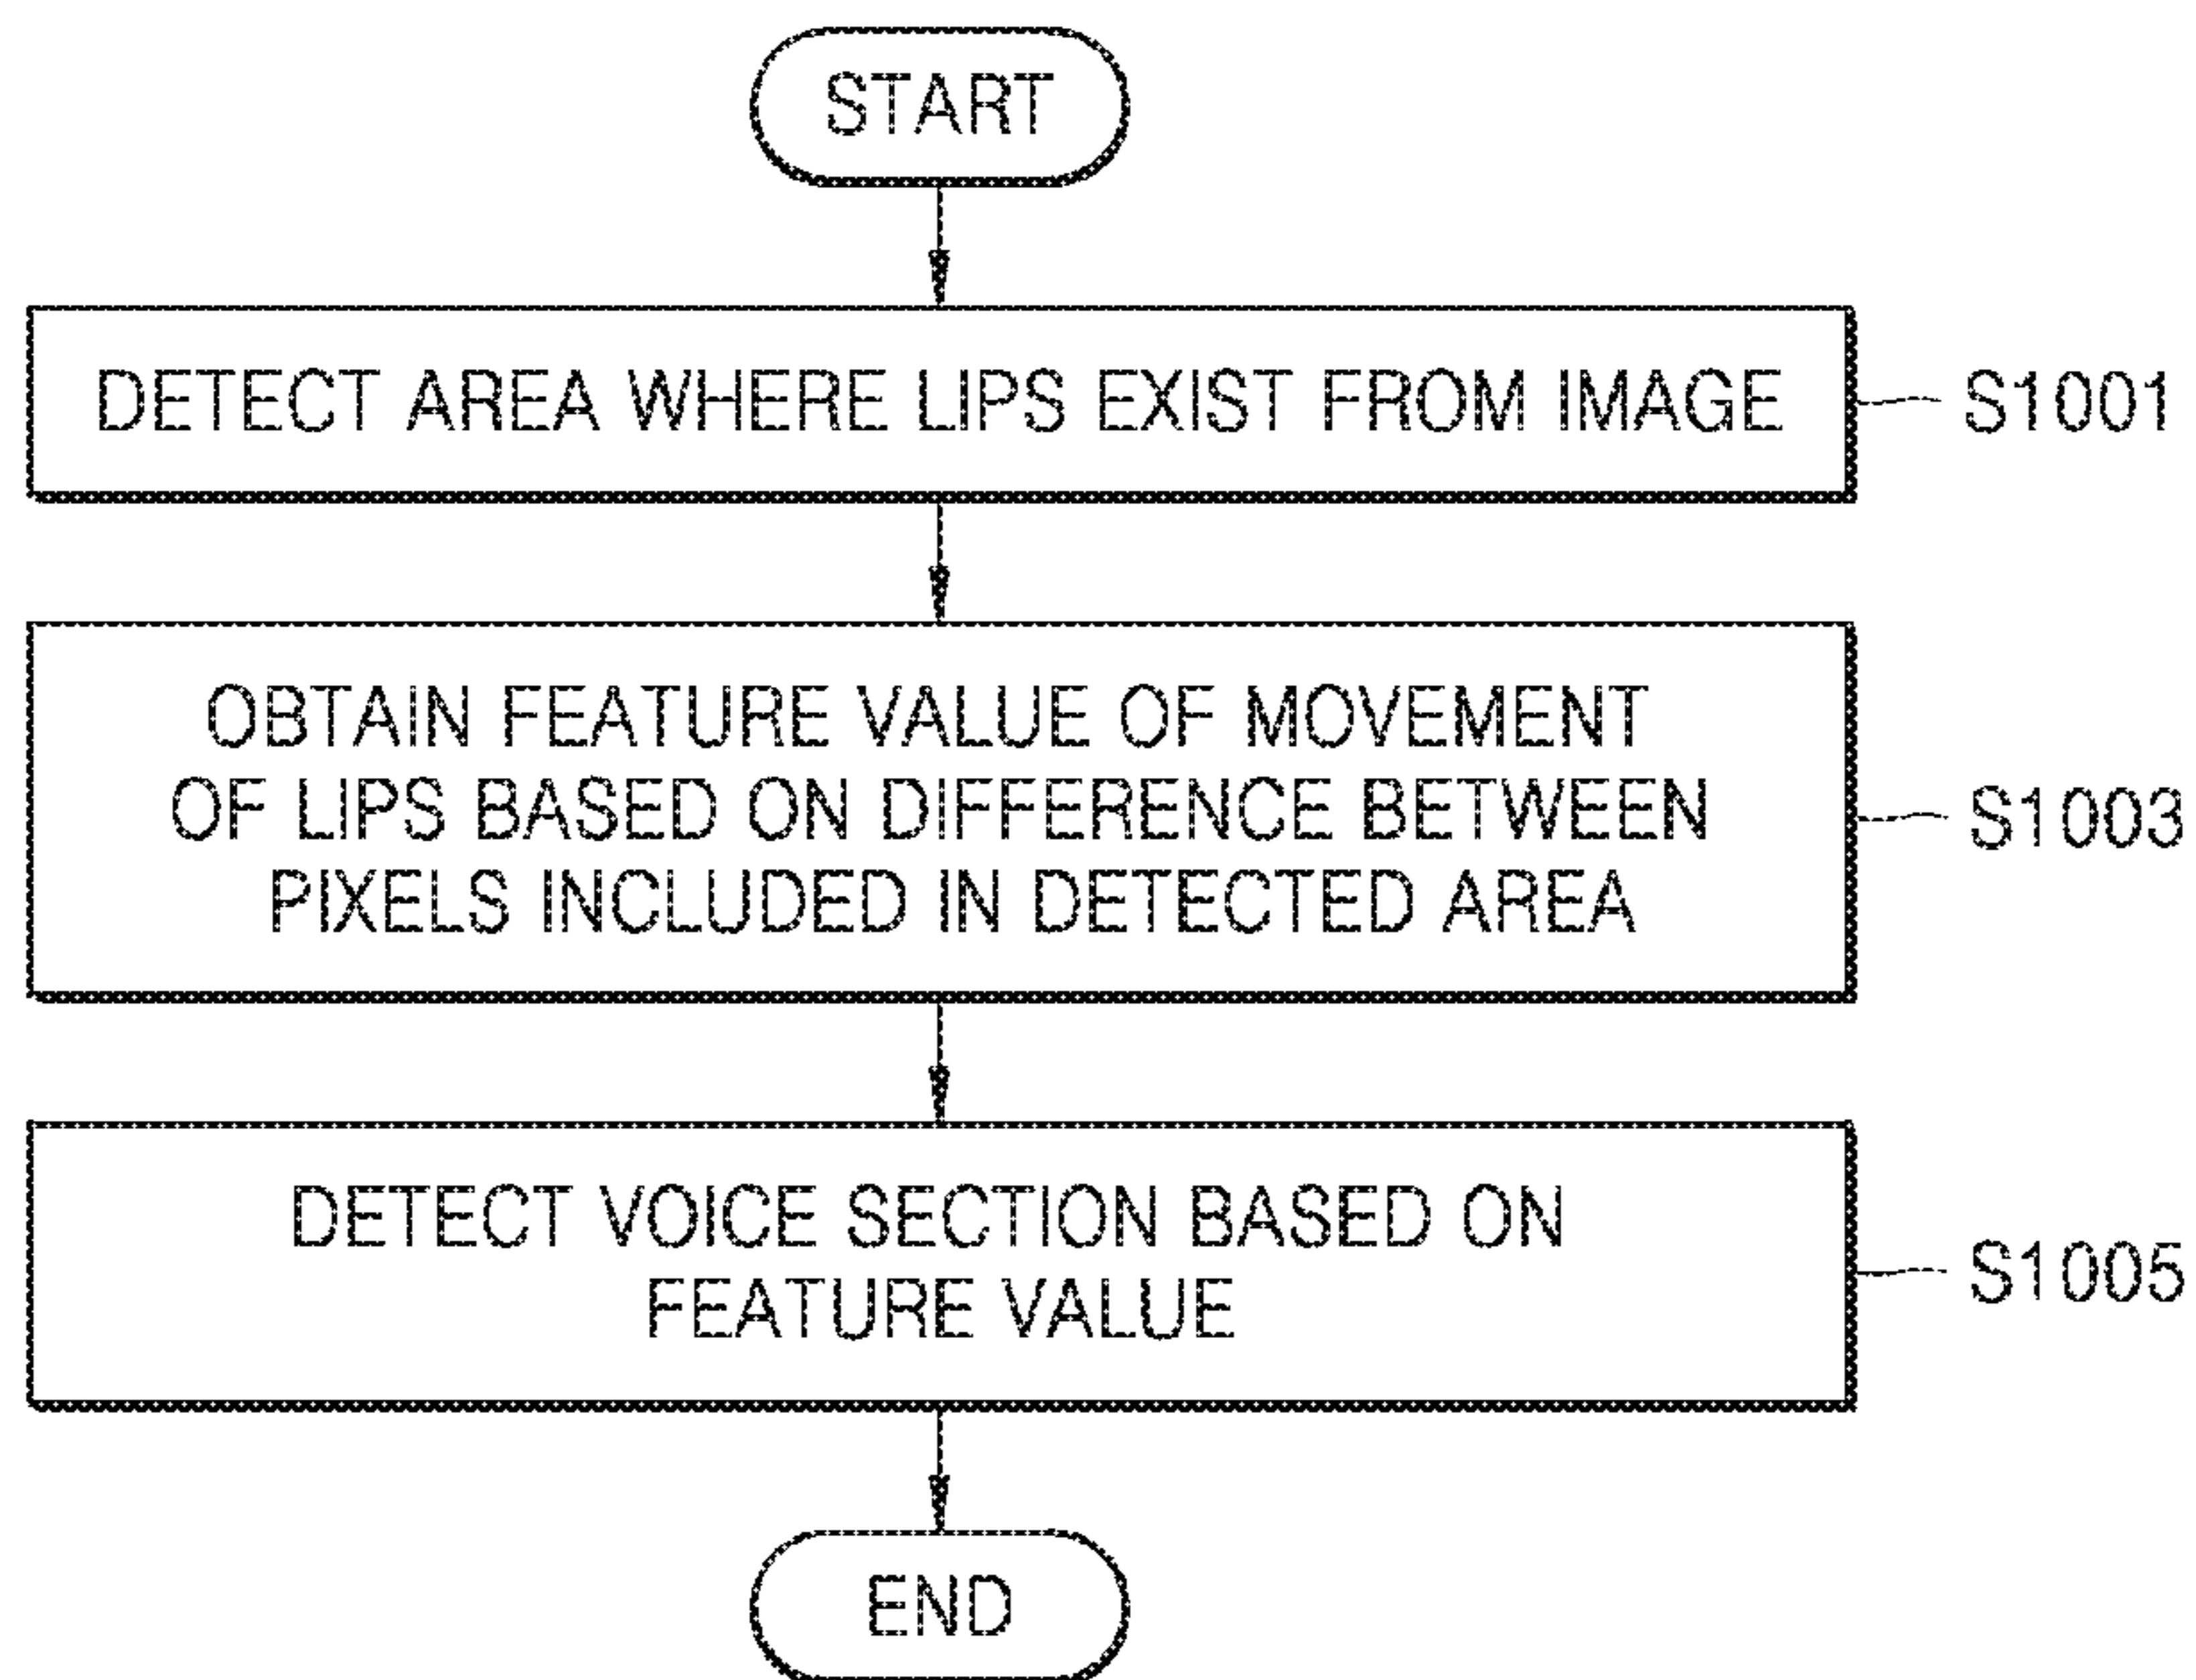 START
DETECT AREA WHERE LIPS EXIST FROM IMAGE
S1001
OBTAIN FEATURE VALUE OF MOVEMENT
OF LIPS BASED ON DIFFERENCE BETWEEN
PIXELS INCLUDED IN DETECTED AREA
S1003
DETECT VOICE SECTION BASED ON
FEATURE VALUE
S1005
END